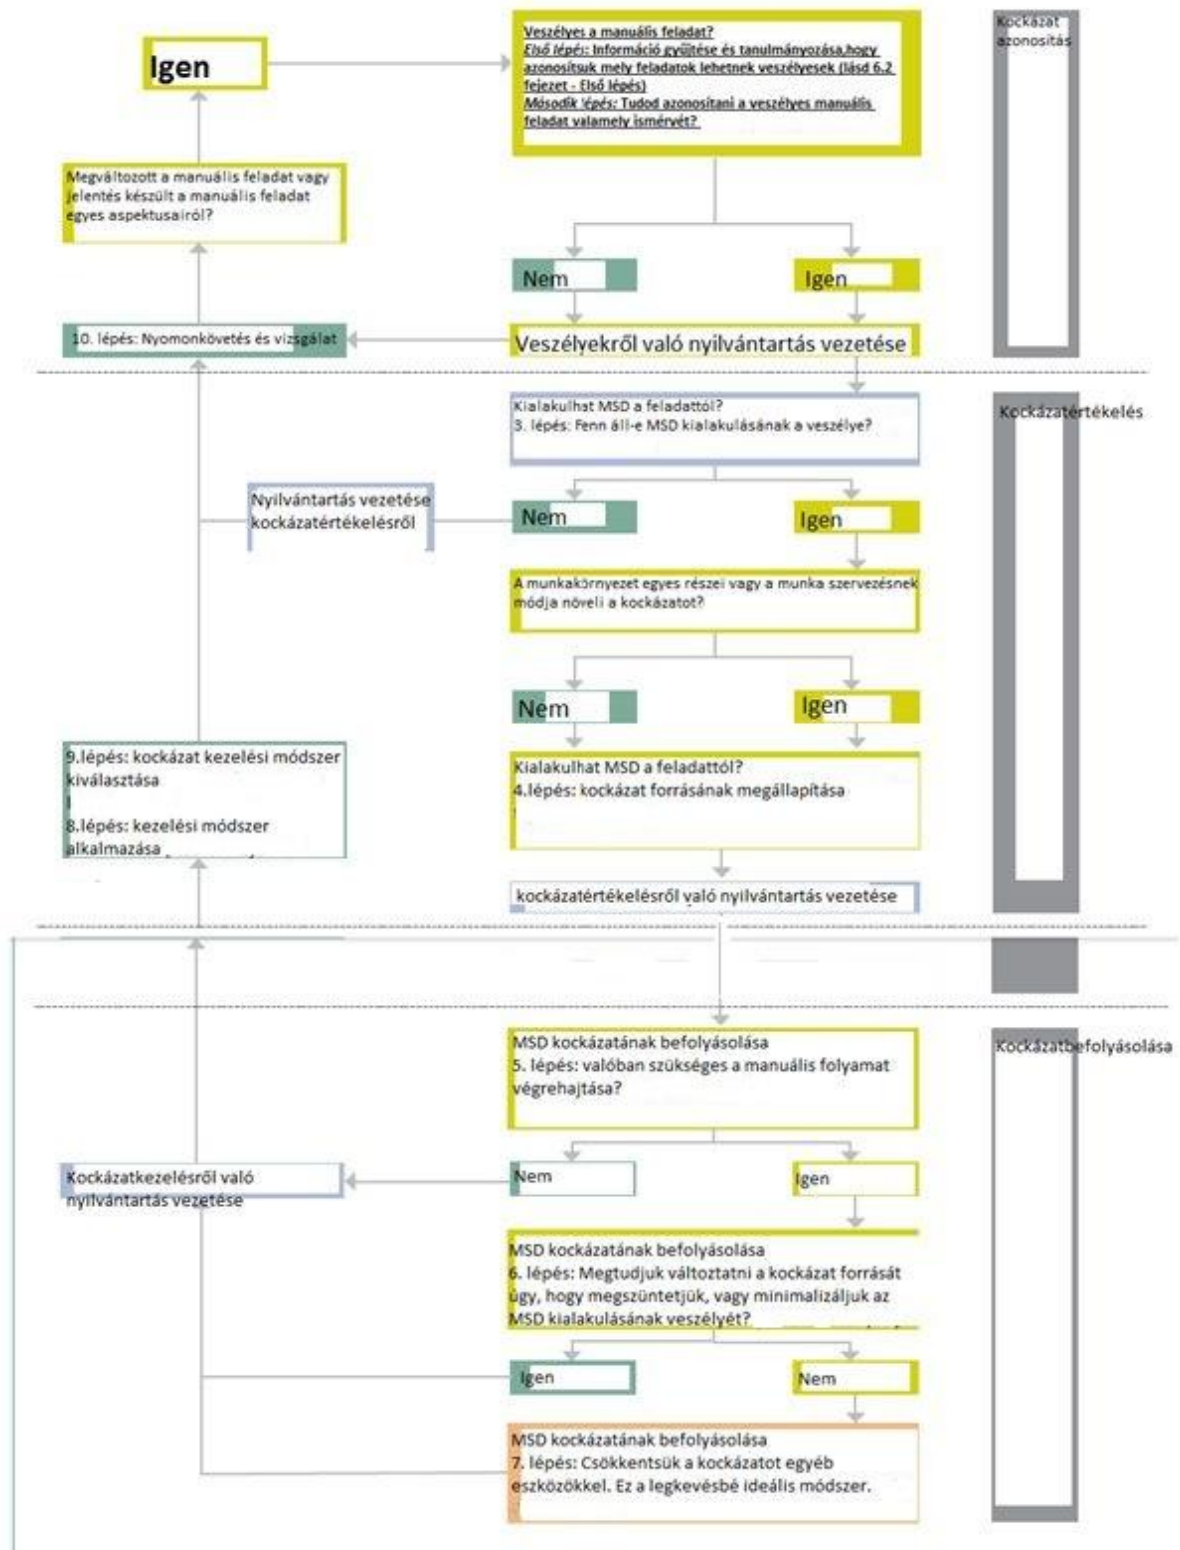 Igen
Veszélyes a manuális feladat?
Első lépés: Információ gyűjtése és tanulmányozása,hogy
azonosítsuk mely feladatok lehetnek veszélyesek (lásd 6.2
fejezet - Első lépés)
Második lépés: Tudod azonosítani a veszélyes manuális
feladat valamely ismérvét?
Kockázat
azonosítás
Megváltozott a manuális feladat vagy
jelentés készült a manuális feladat
egyes aspektusairól?
Nem
Igen
10. lépés: Nyomonkövetés és vizsgálat
Veszélyekről való nyilvántartás vezetése
Kialakulhat MSD a feladattól?
3. lépés: Fenn áll-e MSD kialakulásának a veszélye?
Kockázatértékelés
Nyilvántartás vezetése
kockázatértékelésről
Nem
Igen
A munkakörnyezet egyes részei vagy a munka szervezésnek
módja növeli a kockázatot?
Nem
Igen
9.lépés: kockázat kezelési módszer
kiválasztása
8.lépés: kezelési módszer
alkalmazása
Kialakulhat MSD a feladattól?
4.lépés: kockázat forrásának megállapítása
kockázatértékelésről való nyilvántartás vezetése
MSD kockázatának befolyásolása
5. lépés: valóban szükséges a manuális folyamat
végrehajtása?
Kockázatbefolyásolása
Kockázatkezelésről való
nyilvántartás vezetése
Nem
Igen
MSD kockázatának befolyásolása
6. lépés: Megtudjuk változtatni a kockázat forrását
úgy, hogy megszüntetjük, vagy minimalizáljuk az
MSD kialakulásának veszélyét?
Igen
Nem
MSD kockázatának befolyásolása
7. lépés: Csökkentsük a kockázatot egyéb
eszközökkel. Ez a legkevésbé ideális módszer.